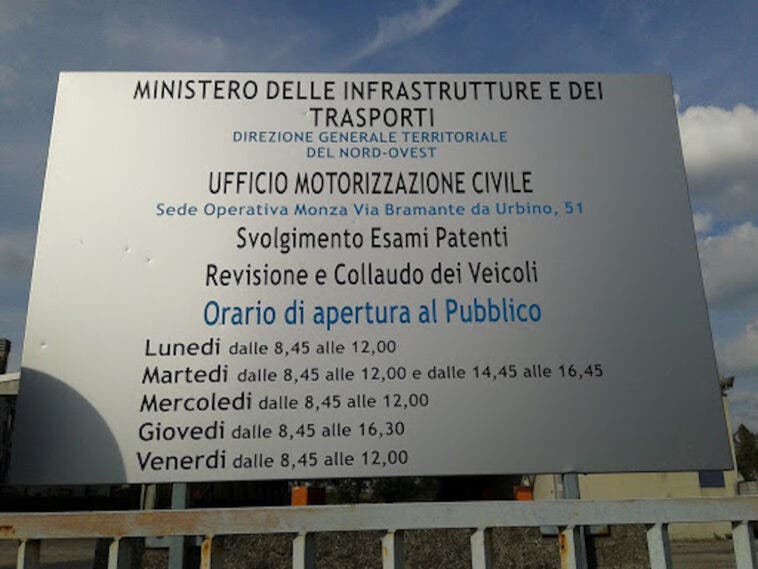 MINISTERO DELLE INFRASTRUTTURE E DEI
TRASPORTI
DIREZIONE GENERALE TERRITORIALE
DEL NORD-OVEST
UFFICIO MOTORIZZAZIONE CIVILE
Sede Operativa Monza Via Bramante da Urbino, 51
Svolgimento Esami Patenti
Revisione e Collaudo dei Veicoli
Orario di apertura al Pubblico
Lunedi dalle 8,45 alle 12,00
Martedi dalle 8,45 alle 12,00 e dalle 14,45 alle 16,45
Mercoledi dalle 8,45 alle 12,00
Giovedi dalle 8,45 alle 16,30
Venerdi dalle 8,45 alle 12,00